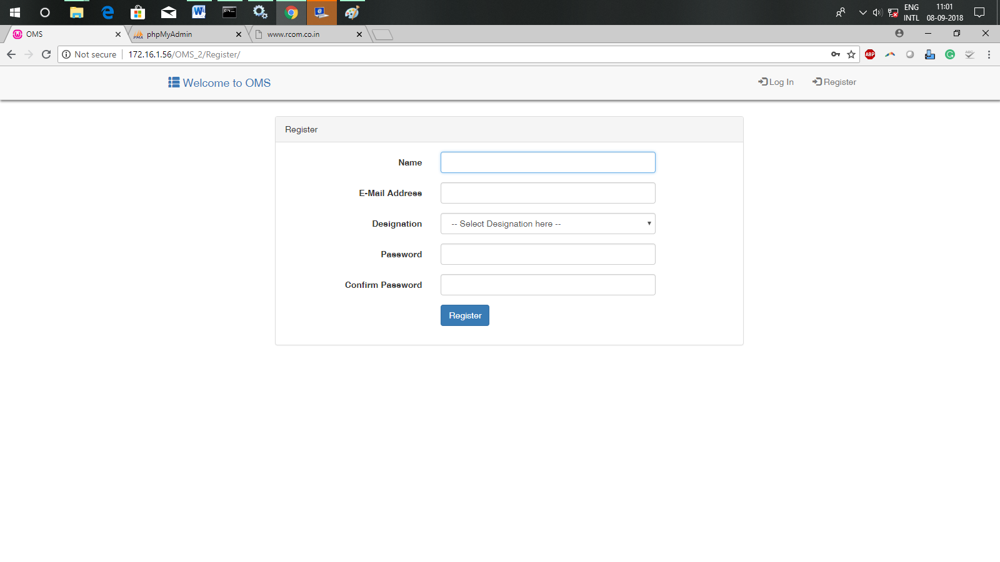 ENG 11:01
INTL 08-09-2018
OMS phpMyAdmin www.rcom.co.in
Not secure 172.16.1.56/OMS_2/Register/ ABP
Welcome to OMS Log In Register
Register
Name
E-Mail Address
Designation -- Select Designation here --
Password
Confirm Password
Register